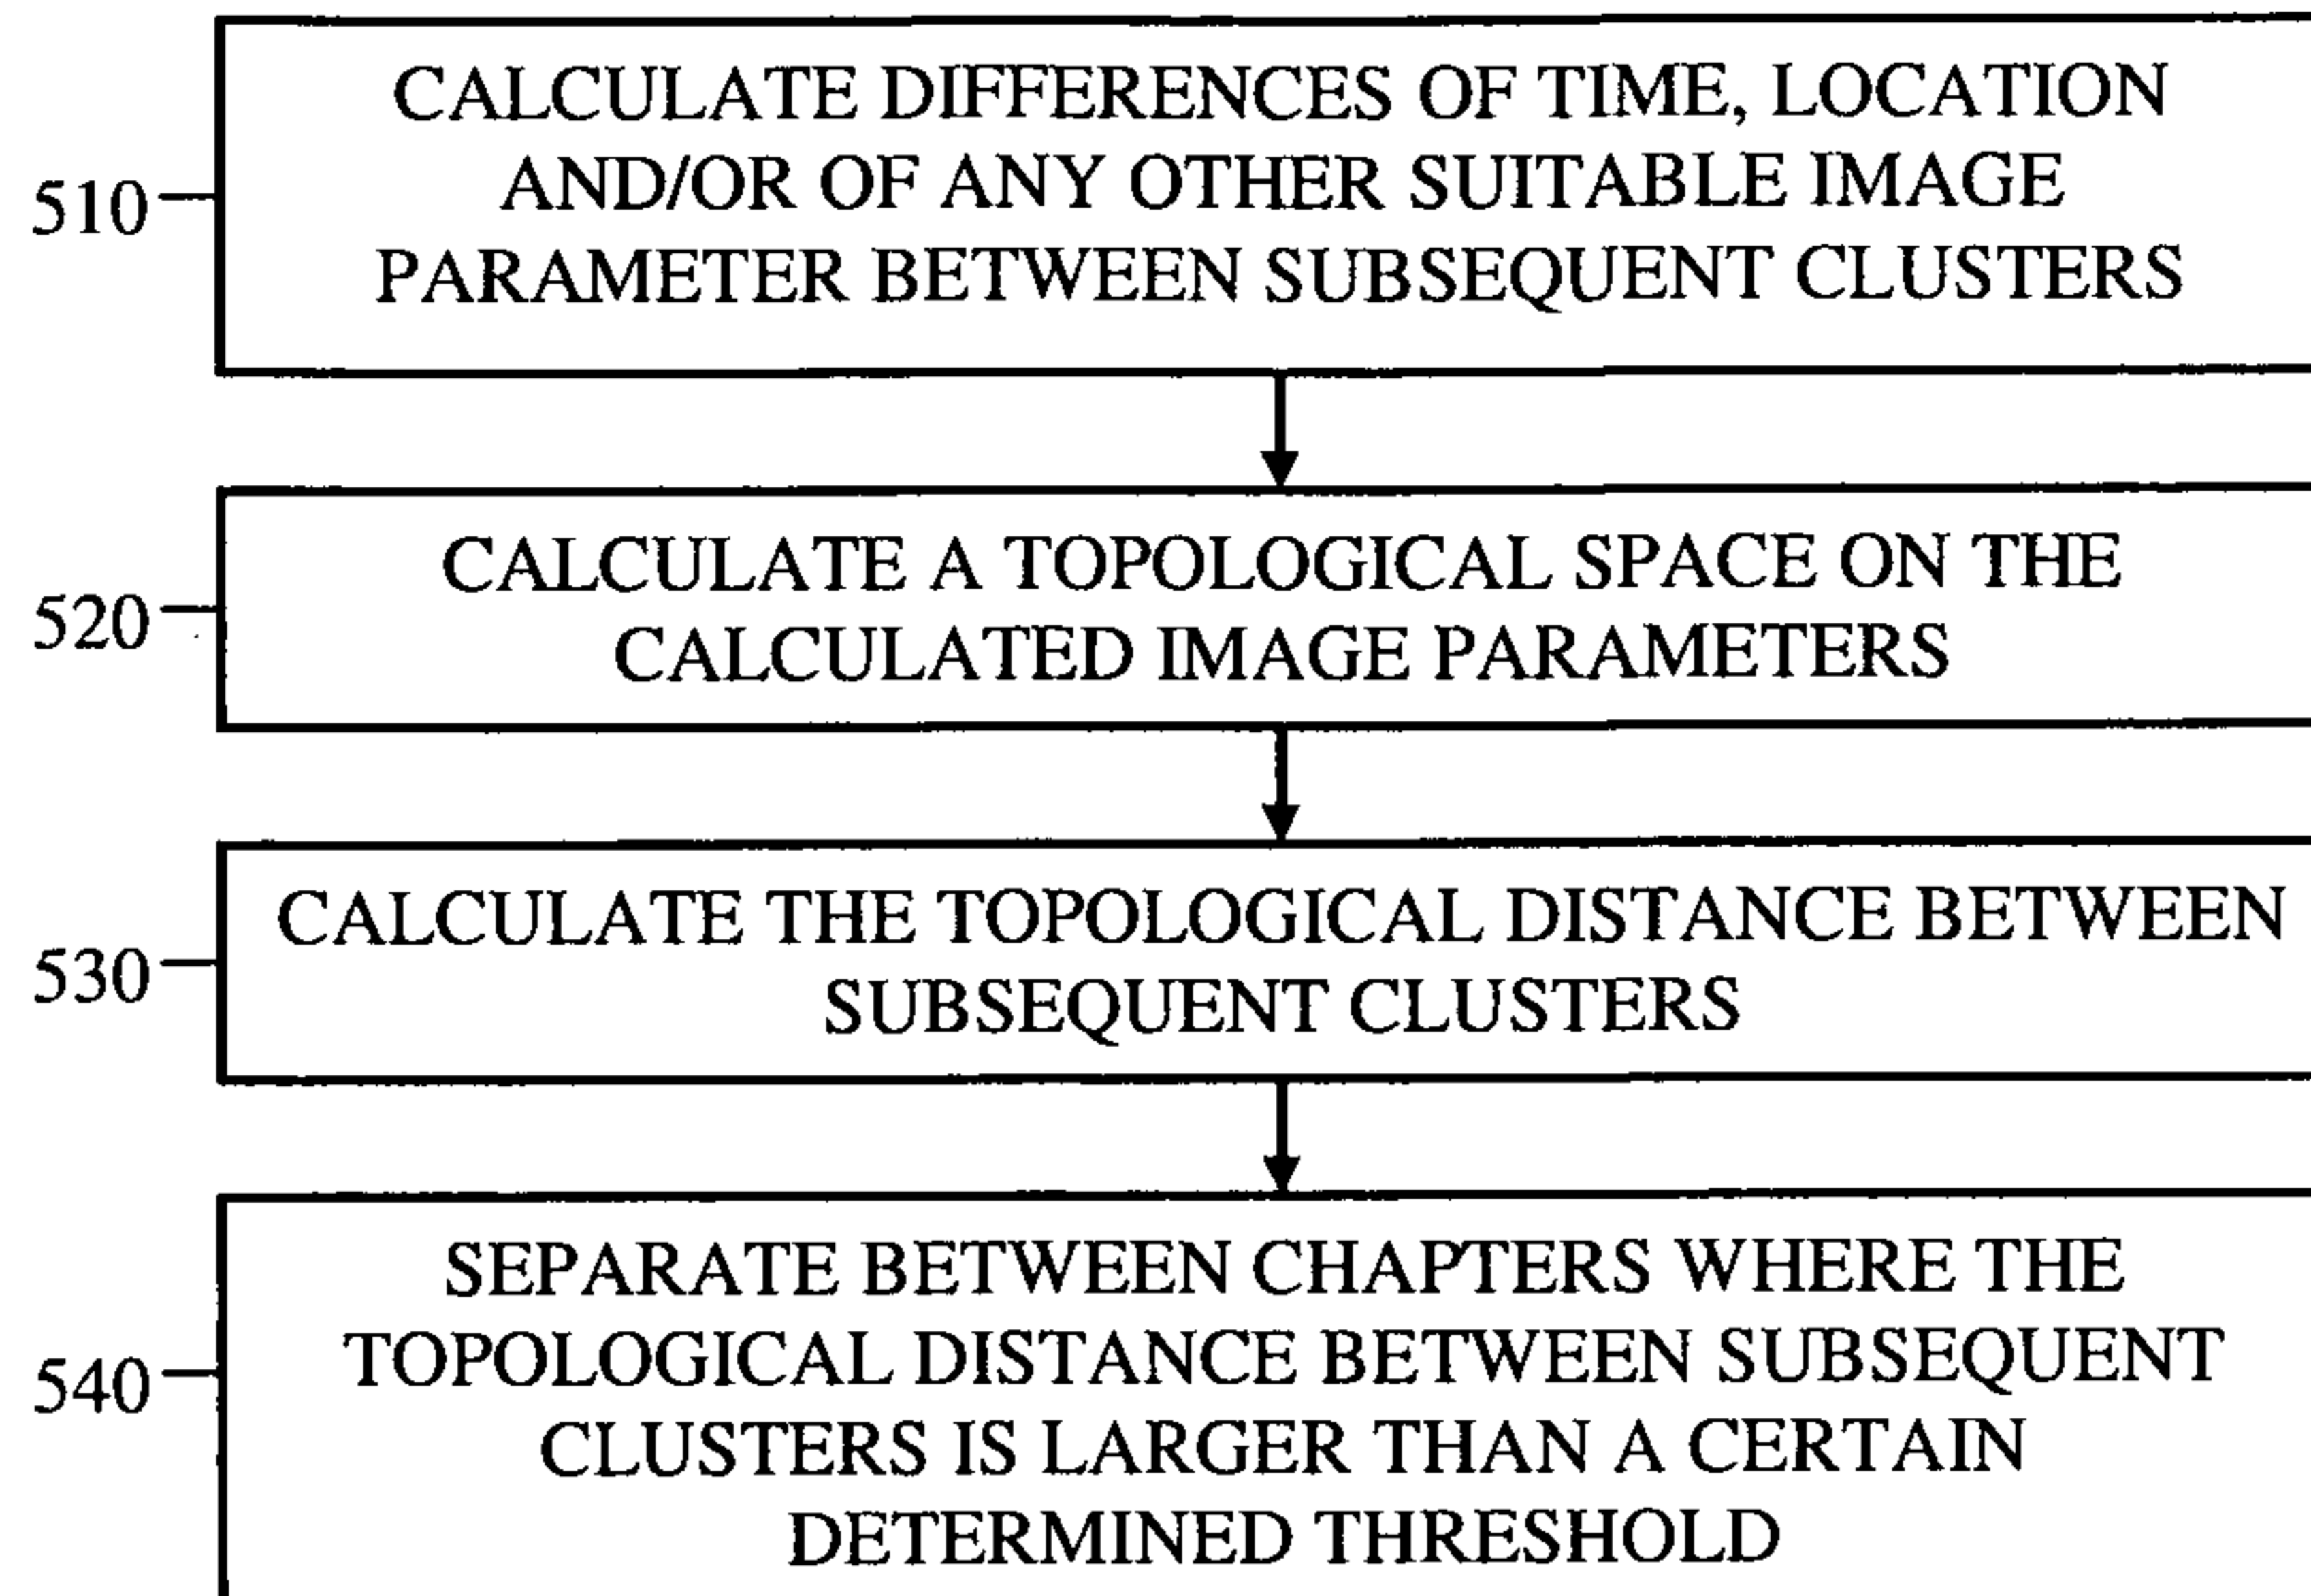 CALCULATE DIFFERENCES OF TIME, LOCATION
AND/OR OF ANY OTHER SUITABLE IMAGE
PARAMETER BETWEEN SUBSEQUENT CLUSTERS
510
CALCULATE A TOPOLOGICAL SPACE ON THE
CALCULATED IMAGE PARAMETERS
520
CALCULATE THE TOPOLOGICAL DISTANCE BETWEEN
SUBSEQUENT CLUSTERS
530
SEPARATE BETWEEN CHAPTERS WHERE THE
TOPOLOGICAL DISTANCE BETWEEN SUBSEQUENT
CLUSTERS IS LARGER THAN A CERTAIN
DETERMINED THRESHOLD
540